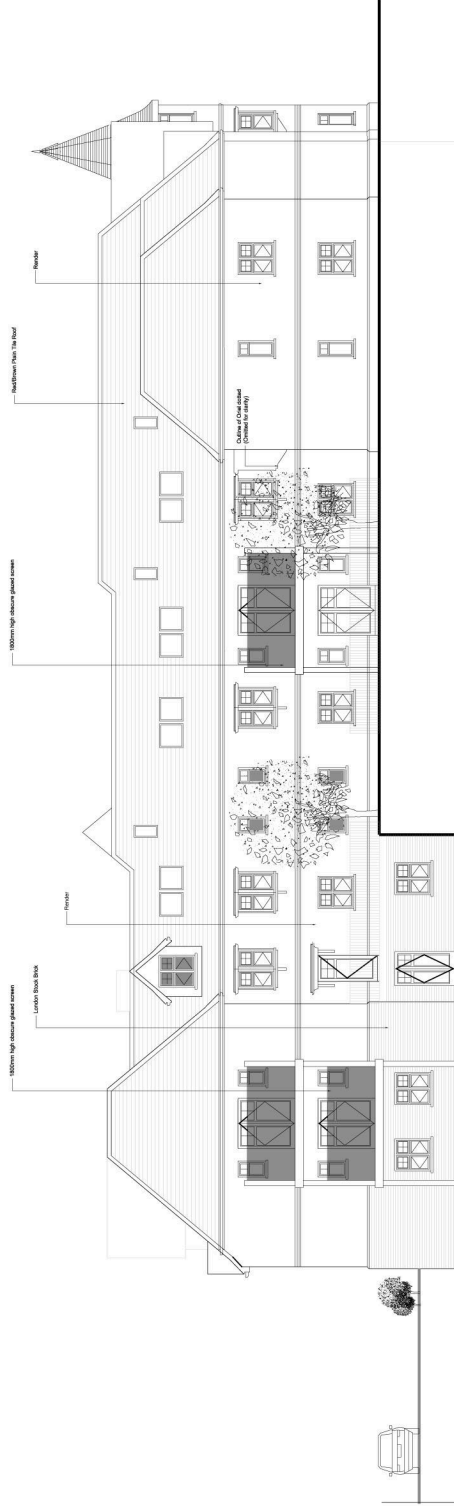 1800mm high obscure glazed screen
London Stock Brick
Render
1800mm high obscure glazed screen
Red/Brown Plain Tile Roof
Render
Outline of Oriel dotted
(Omitted for clarity)